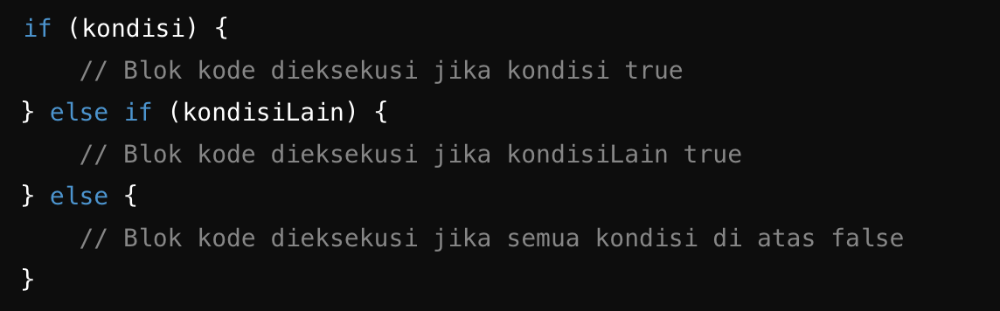 if (kondisi) {
    // Blok kode dieksekusi jika kondisi true
} else if (kondisiLain) {
    // Blok kode dieksekusi jika kondisiLain true
} else {
    // Blok kode dieksekusi jika semua kondisi di atas false
}